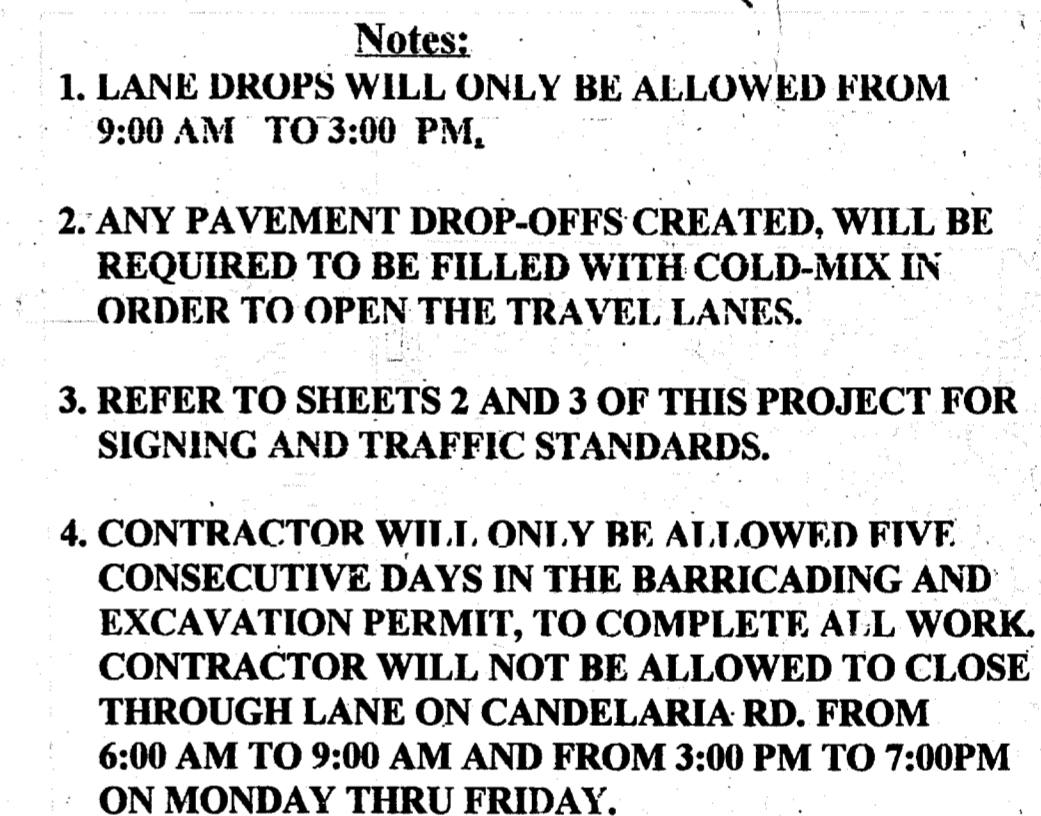 Notes:
1. LANE DROPS WILL ONLY BE ALLOWED FROM
9:00 AM TO 3:00 PM.
2. ANY PAVEMENT DROP-OFFS CREATED, WILL BE
REQUIRED TO BE FILLED WITH COLD-MIX IN
ORDER TO OPEN THE TRAVEL LANES.
3. REFER TO SHEETS 2 AND 3 OF THIS PROJECT FOR
SIGNING AND TRAFFIC STANDARDS.
4. CONTRACTOR WILL ONLY BE ALLOWED FIVE
CONSECUTIVE DAYS IN THE BARRICADING AND
EXCAVATION PERMIT, TO COMPLETE ALL WORK.
CONTRACTOR WILL NOT BE ALLOWED TO CLOSE
THROUGH LANE ON CANDELARIA RD. FROM
6:00 AM TO 9:00 AM AND FROM 3:00 PM TO 7:00PM
ON MONDAY THRU FRIDAY.